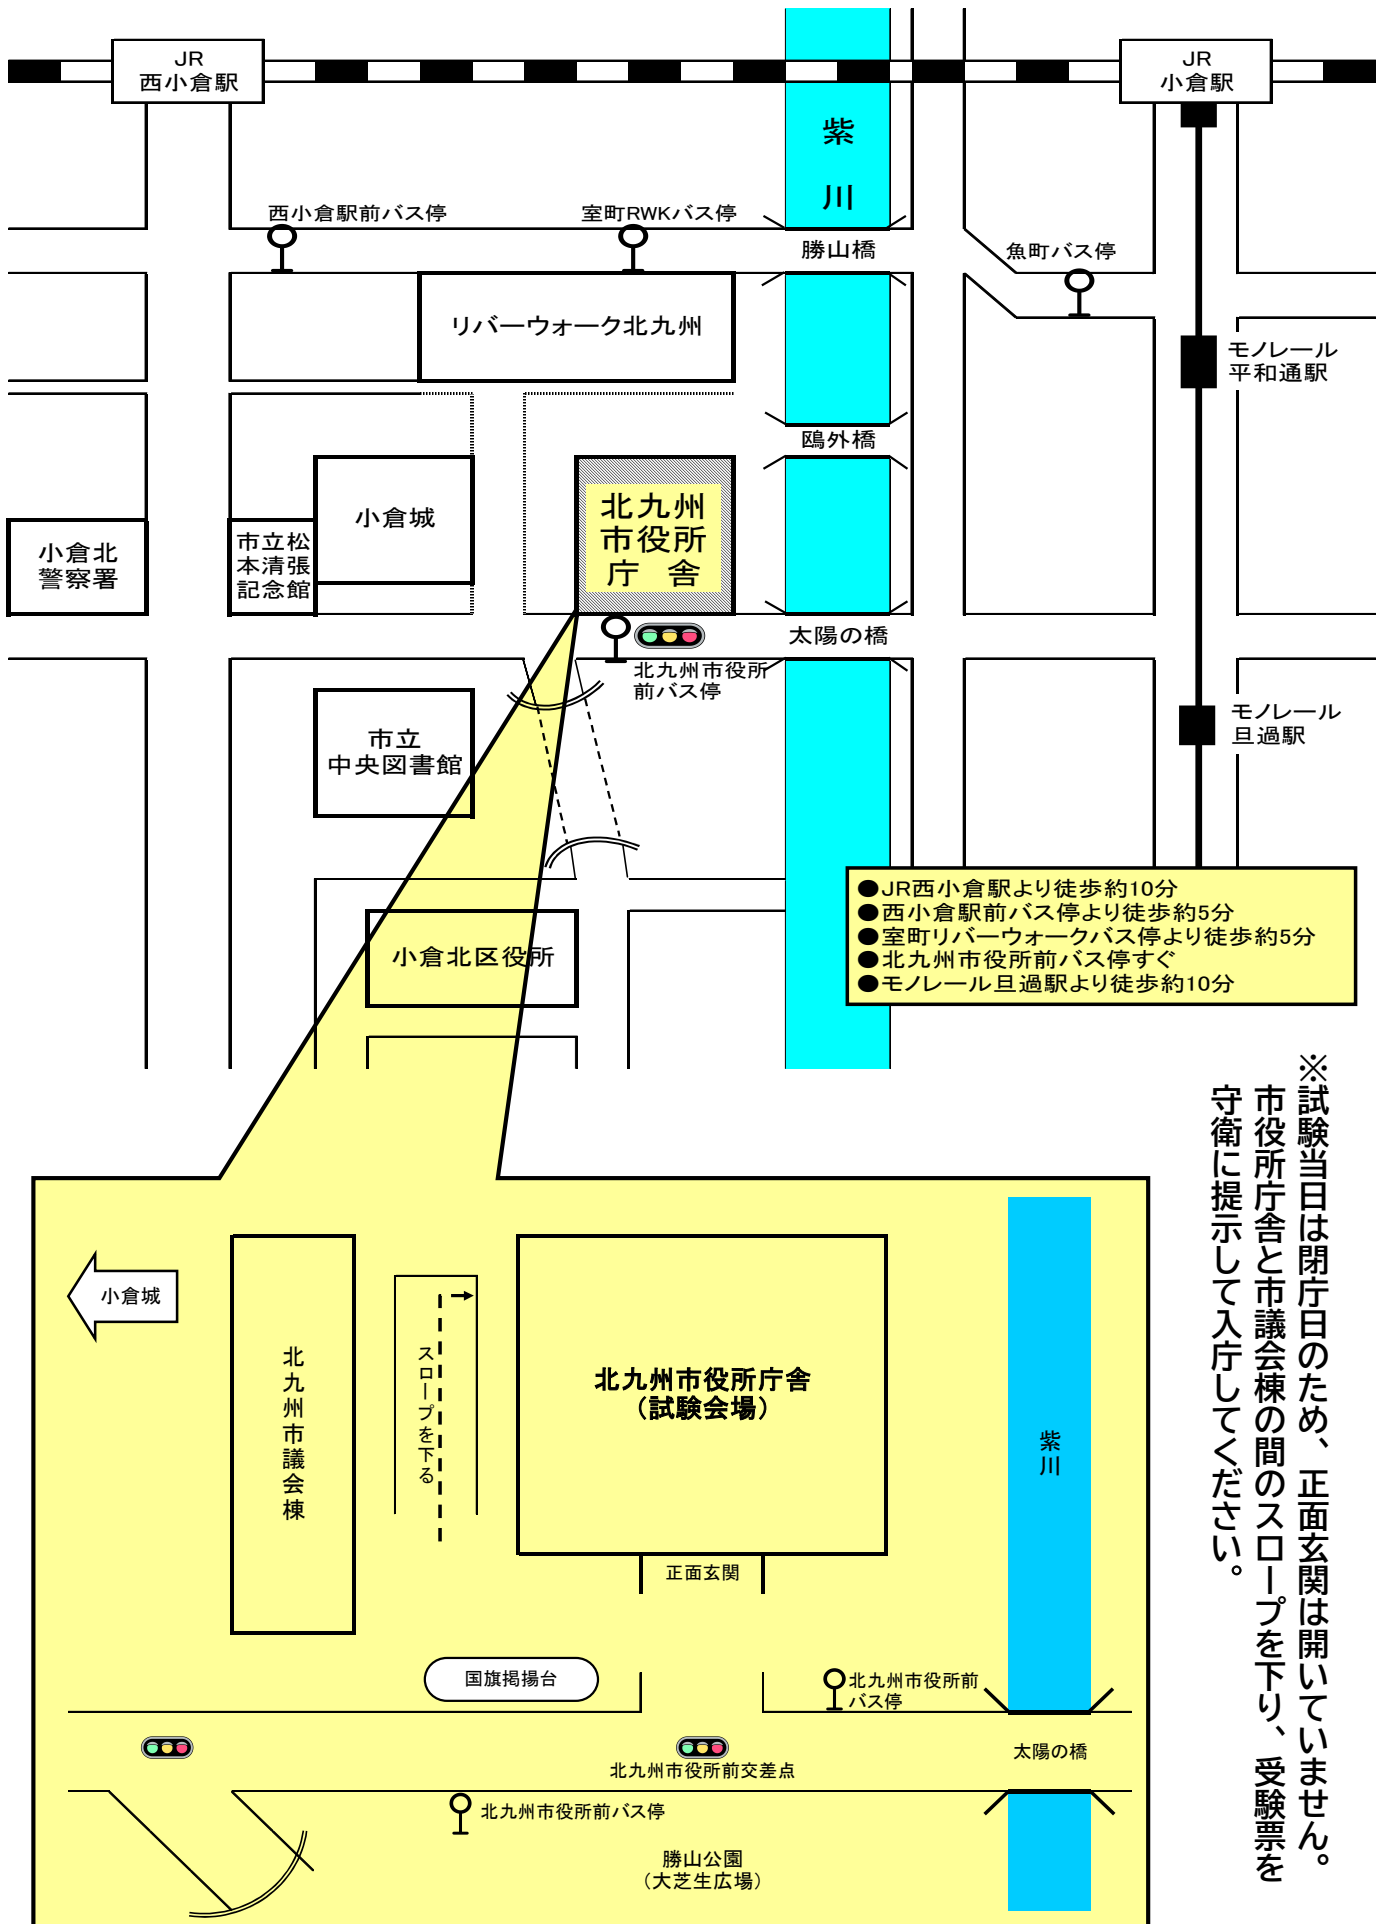 JR
西小倉駅
JR
小倉駅
紫
川
西小倉駅前バス停
室町RWKバス停
勝山橋
魚町バス停
リバーウォーク北九州
モノレール
平和通駅
鴎外橋
小倉城
北九州
市役所
庁 舎
小倉北
警察署
市立松
本清張
記念館
太陽の橋
北九州市役所
前バス停
市立
中央図書館
モノレール
旦過駅
小倉北区役所
●JR西小倉駅より徒歩約10分
●西小倉駅前バス停より徒歩約5分
●室町リバーウォークバス停より徒歩約5分
●北九州市役所前バス停すぐ
●モノレール旦過駅より徒歩約10分
※試験当日は閉庁日のため、正面玄関は開いていません。
市役所庁舎と市議会棟の間のスロープを下り、受験票を
守衛に提示して入庁してください。
小倉城
北九州市議会棟
スロープを下る
北九州市役所庁舎
（試験会場）
紫川
正面玄関
国旗掲揚台
北九州市役所前
バス停
太陽の橋
北九州市役所前交差点
北九州市役所前バス停
勝山公園
（大芝生広場）